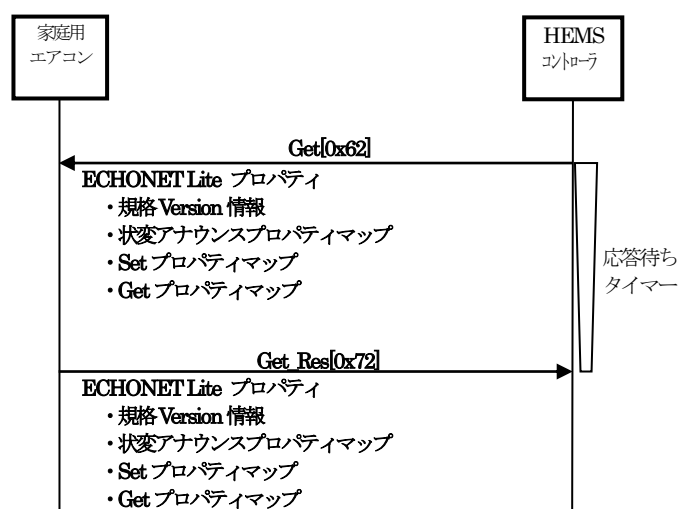 家庭用
エアコン
HEMS
コントローラ
Get[0x62]
ECHONET Lite プロパティ
・規格 Version 情報
・状変アナウンスプロパティマップ
・Set プロパティマップ
・Get プロパティマップ
応答待ち
タイマー
Get_Res[0x72]
ECHONET Lite プロパティ
・規格 Version 情報
・状変アナウンスプロパティマップ
・Set プロパティマップ
・Get プロパティマップ